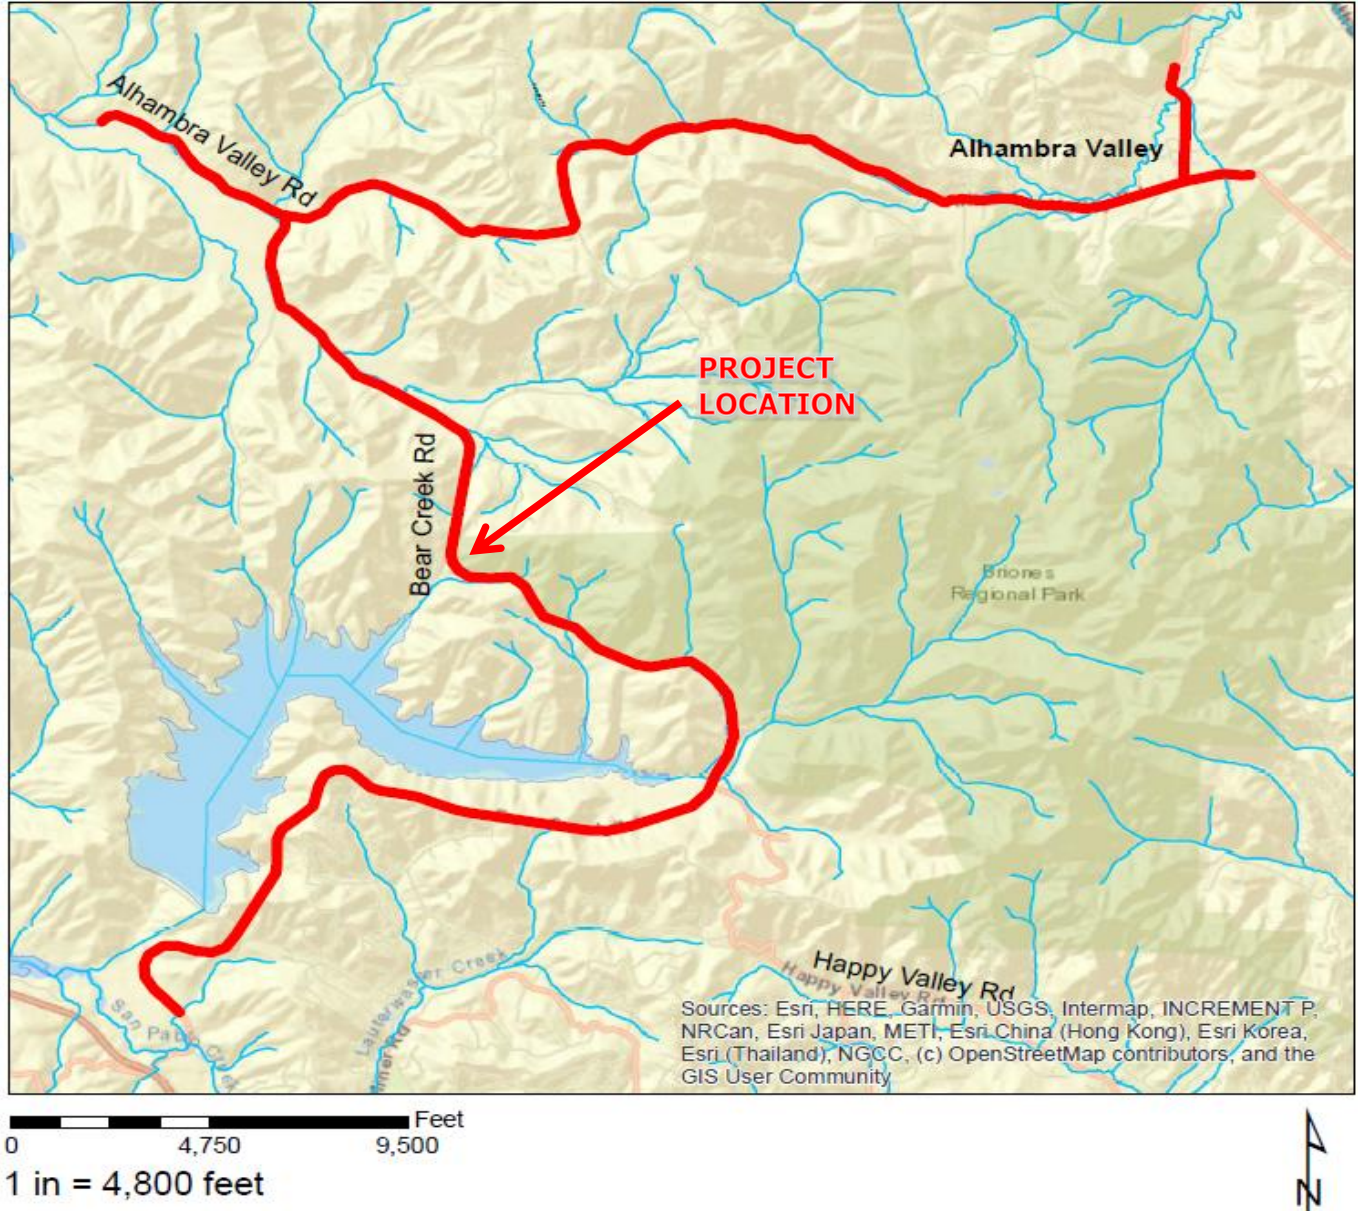 Alhambra Valley Rd
Alhambra Valley
PROJECT
LOCATION
Bear Creek Rd
Briones
Regional Park
Happy Valley Rd
Happy Valley Rd
Creek
San
Sources: Esri, HERE, Garmin, USGS, Intermap, INCREMENT P,
NRCan, Esri Japan, METI, Esri China (Hong Kong), Esri Korea,
Esri (Thailand), NGCC, (c) OpenStreetMap contributors, and the
GIS User Community
Feet
0 4,750 9,500
1 in = 4,800 feet
N